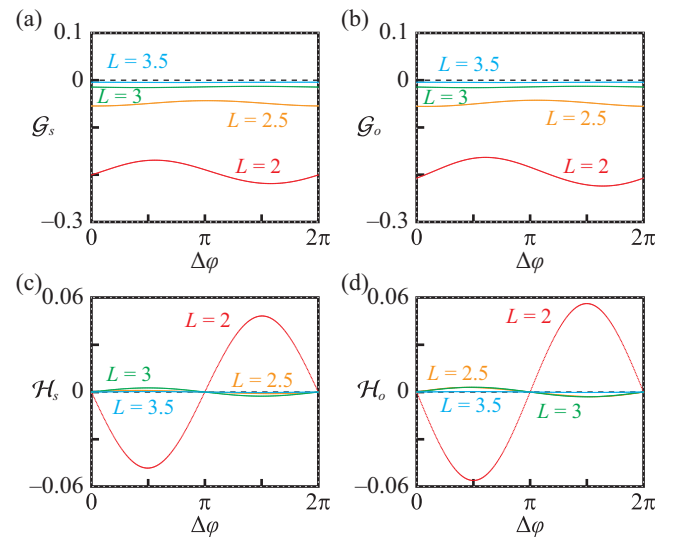 (a)
0.1
L = 3.5
0
L = 3
L = 2.5
𝒢s
L = 2
−0.3
0
π
2π
Δφ
(b)
0.1
L = 3.5
0
L = 3
L = 2.5
𝒢o
L = 2
−0.3
0
π
2π
Δφ
(c)
0.06
L = 2
L = 3
L = 2.5
ℋs
0
L = 3.5
−0.06
0
π
2π
Δφ
(d)
0.06
L = 2
L = 2.5
ℋo
0
L = 3.5
L = 3
−0.06
0
π
2π
Δφ